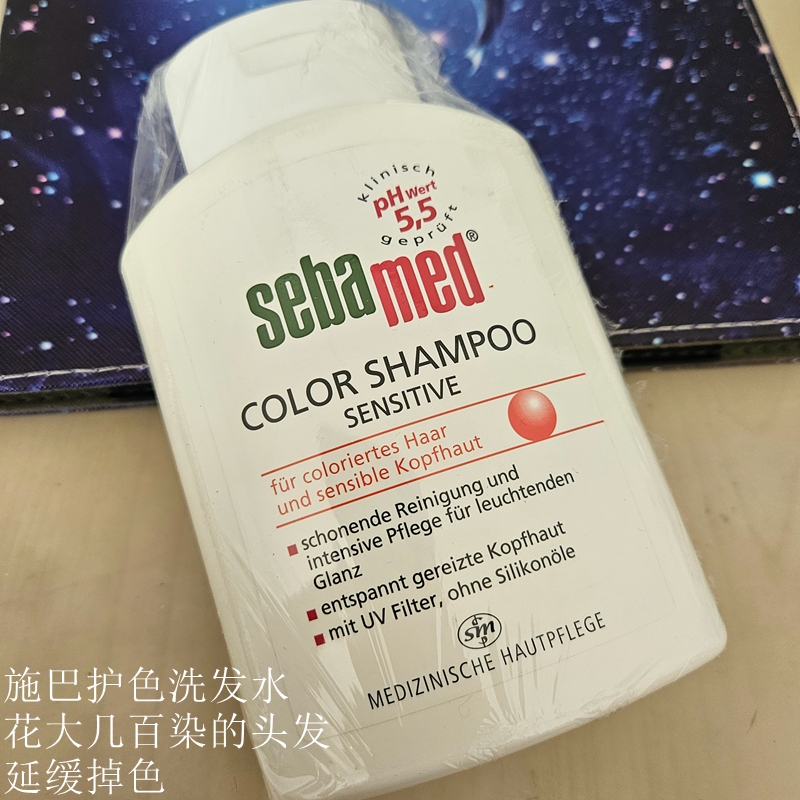 klinisch
pH Wert
5,5
geprüft
sebamed®
COLOR SHAMPOO
SENSITIVE
für coloriertes Haar
und sensible Kopfhaut
schonende Reinigung und
intensive Pflege für leuchtenden
Glanz
entspannt gereizte Kopfhaut
mit UV Filter, ohne Silikonöle
sm
MEDIZINISCHE HAUTPFLEGE
施巴护色洗发水
花大几百染的头发
延缓掉色